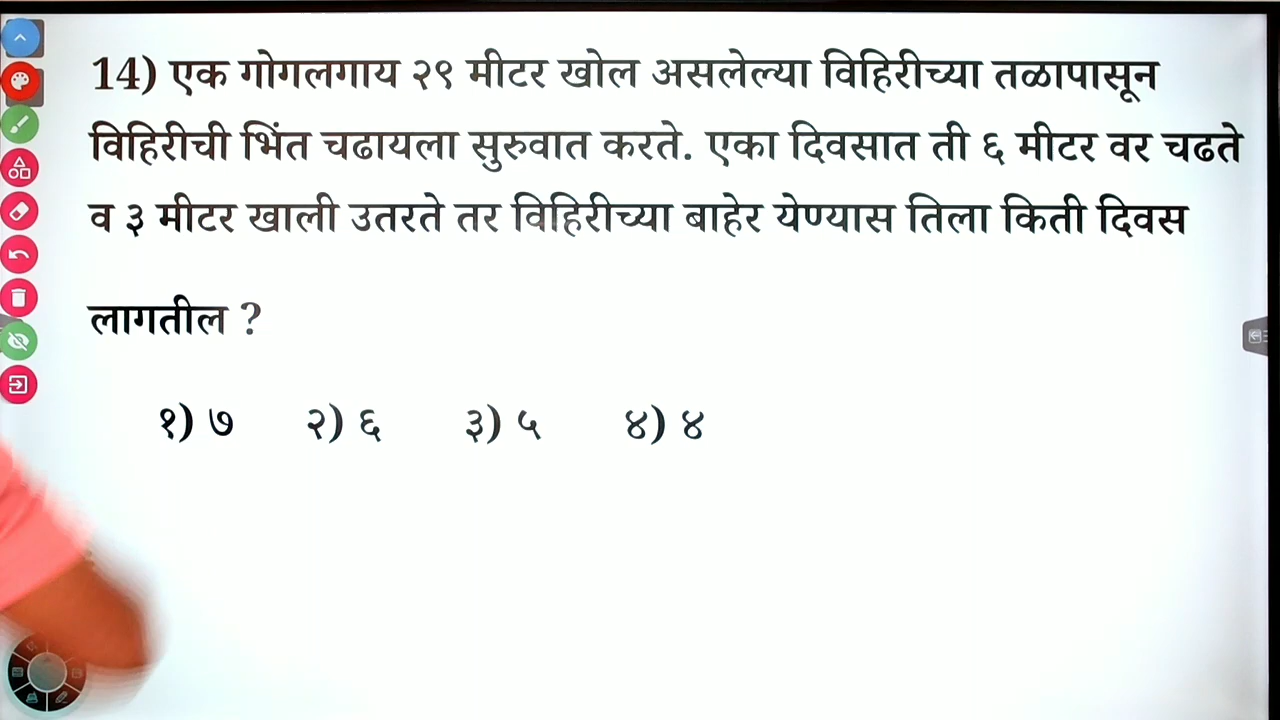 14) एक गोगलगाय २९ मीटर खोल असलेल्या विहिरीच्या तळापासून
विहिरीची भिंत चढायला सुरुवात करते. एका दिवसात ती ६ मीटर वर चढते
व ३ मीटर खाली उतरते तर विहिरीच्या बाहेर येण्यास तिला किती दिवस
लागतील ?
१) ७ २) ६ ३) ५ ४) ४